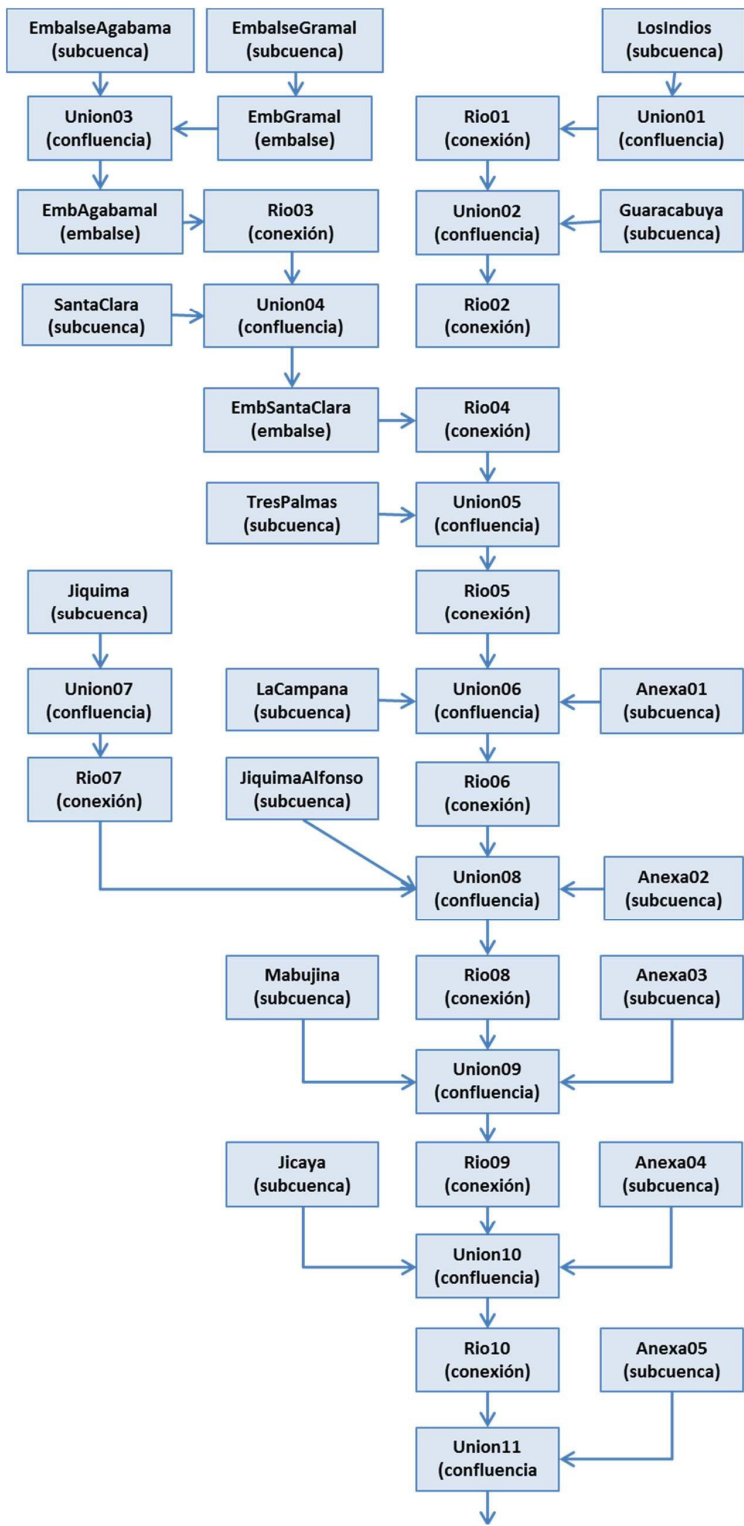 EmbalseAgabama
(subcuenca)
EmbalseGramal
(subcuenca)
LosIndios
(subcuenca)
Union03
(confluencia)
EmbGramal
(embalse)
Rio01
(conexión)
Union01
(confluencia)
EmbAgabamal
(embalse)
Rio03
(conexión)
Union02
(confluencia)
Guaracabuya
(subcuenca)
SantaClara
(subcuenca)
Union04
(confluencia)
Rio02
(conexión)
EmbSantaClara
(embalse)
Rio04
(conexión)
TresPalmas
(subcuenca)
Union05
(confluencia)
Jiquima
(subcuenca)
Rio05
(conexión)
Union07
(confluencia)
LaCampana
(subcuenca)
Union06
(confluencia)
Anexa01
(subcuenca)
Rio07
(conexión)
JiquimaAlfonso
(subcuenca)
Rio06
(conexión)
Union08
(confluencia)
Anexa02
(subcuenca)
Mabujina
(subcuenca)
Rio08
(conexión)
Anexa03
(subcuenca)
Union09
(confluencia)
Jicaya
(subcuenca)
Rio09
(conexión)
Anexa04
(subcuenca)
Union10
(confluencia)
Rio10
(conexión)
Anexa05
(subcuenca)
Union11
(confluencia